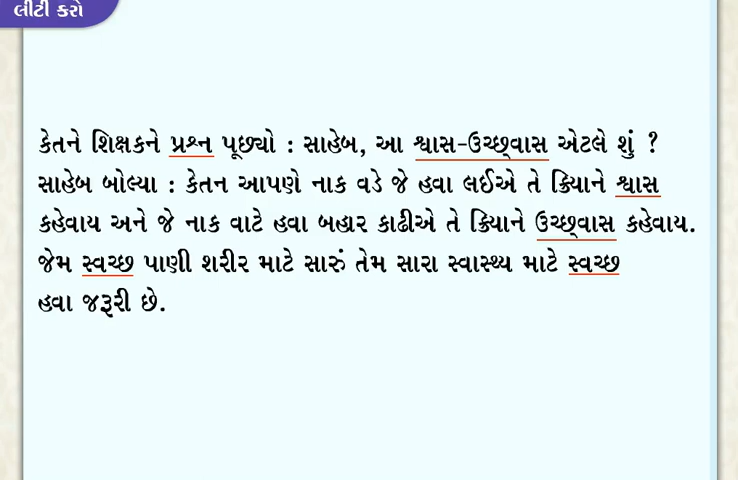 લીટી કરો
કેતને શિક્ષકને પ્રશ્ન પૂછ્યો : સાહેબ, આ શ્વાસ-ઉચ્છ્વાસ એટલે શું ?
સાહેબ બોલ્યા : કેતન આપણે નાક વડે જે હવા લઈએ તે ક્રિયાને શ્વાસ
કહેવાય અને જે નાક વાટે હવા બહાર કાઢીએ તે ક્રિયાને ઉચ્છ્વાસ કહેવાય.
જેમ સ્વચ્છ પાણી શરીર માટે સારું તેમ સારા સ્વાસ્થ્ય માટે સ્વચ્છ
હવા જરૂરી છે.